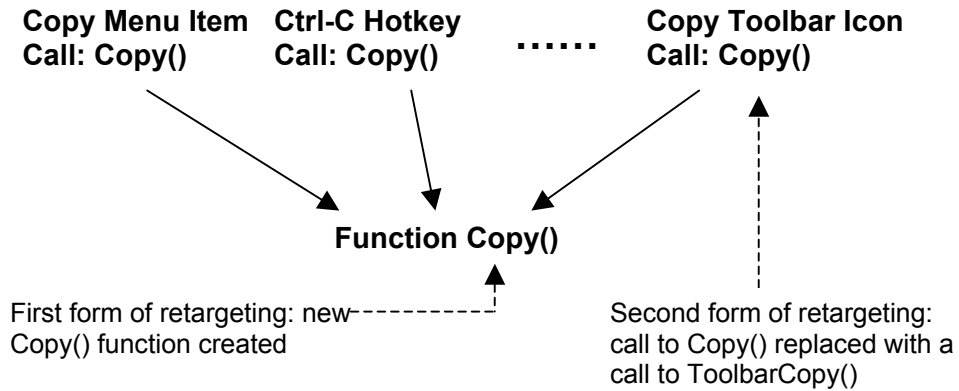 Copy Menu Item
Call: Copy()
Ctrl-C Hotkey
Call: Copy()
......
Copy Toolbar Icon
Call: Copy()
Function Copy()
First form of retargeting: new
Copy() function created
Second form of retargeting:
call to Copy() replaced with a
call to ToolbarCopy()